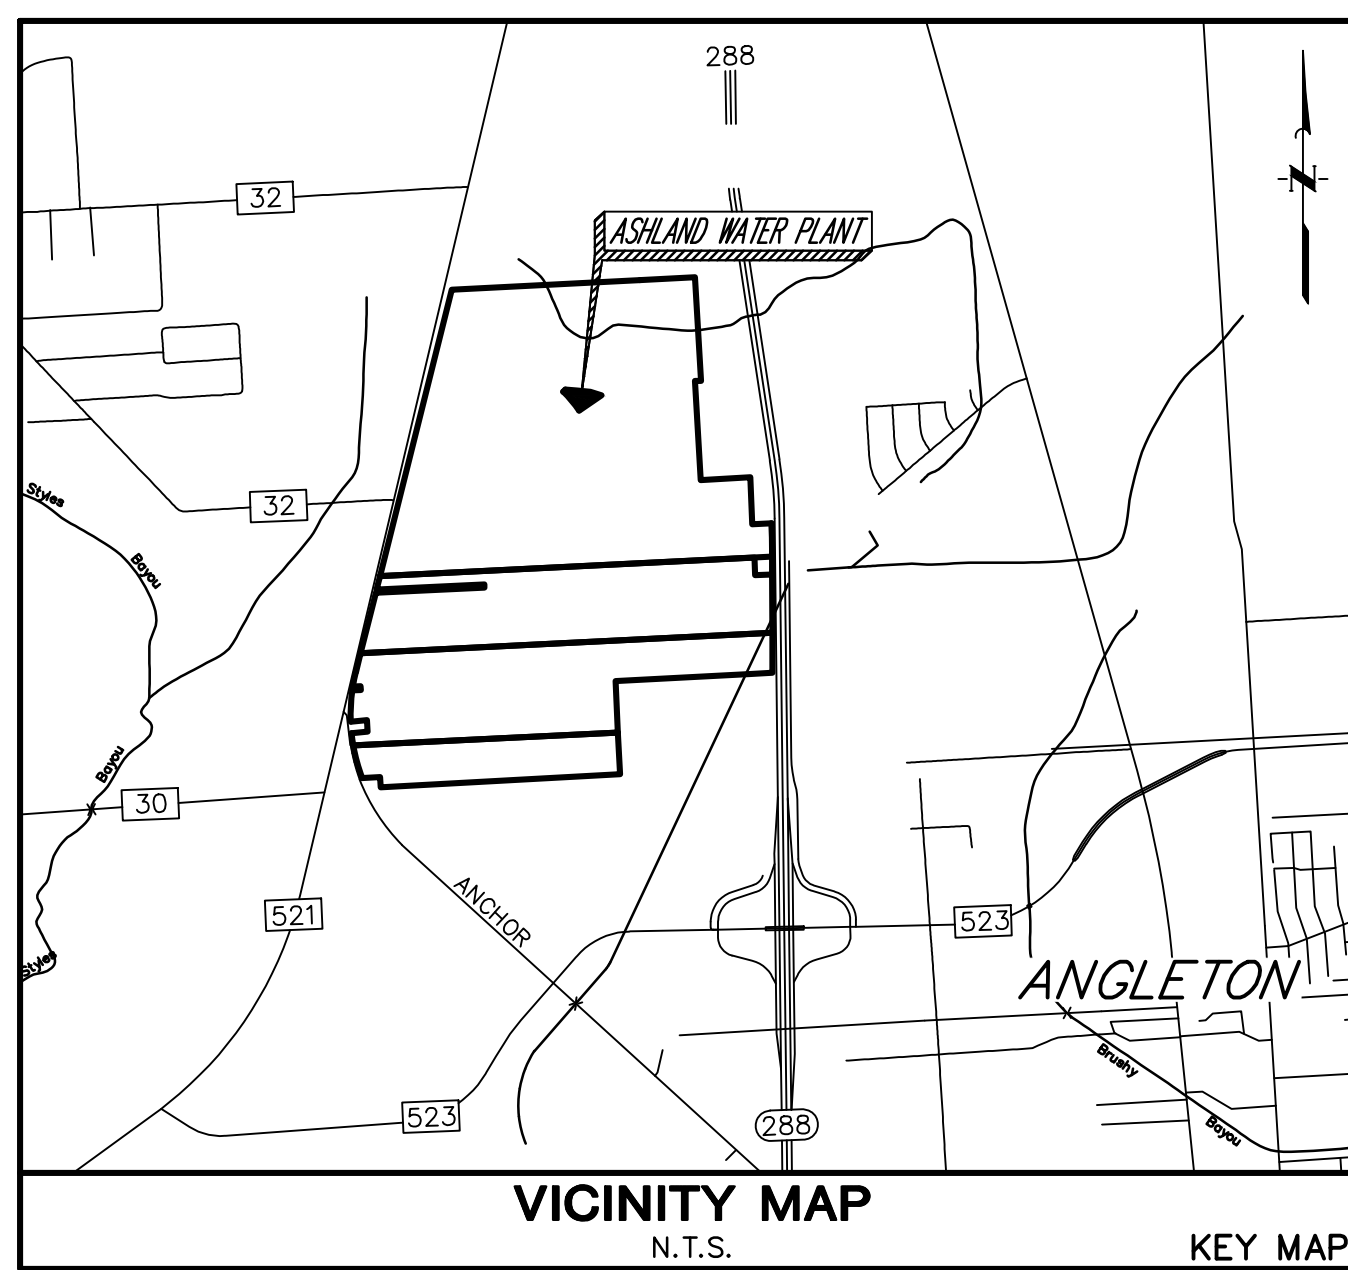 288
32
ASHLAND WATER PLANT
N
32
Styles
Bayou
Bayou
30
521
ANCHOR
523
Styles
ANGLETON
Brushy
523
288
Bayou
VICINITY MAP
N.T.S.
KEY MAP